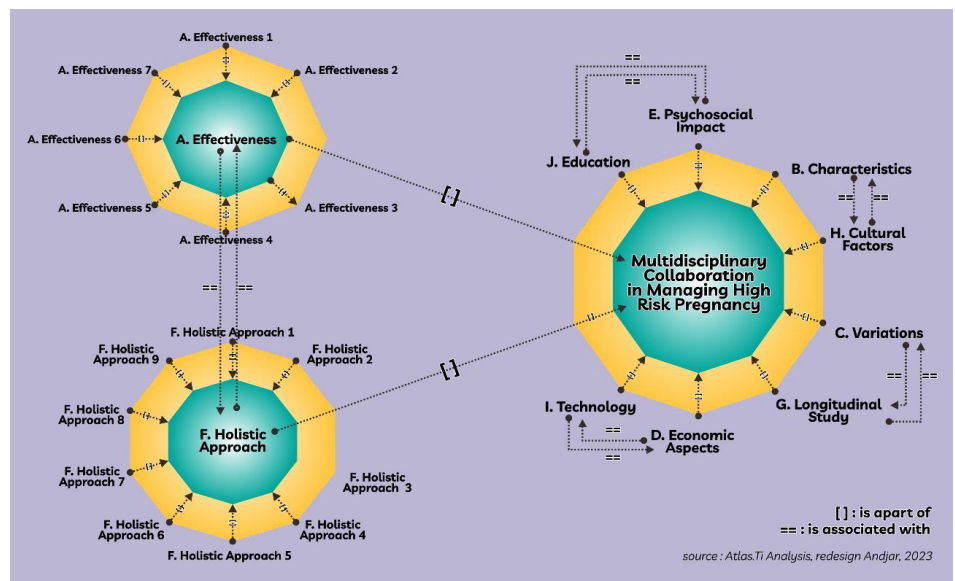 A. Effectiveness 1
A. Effectiveness 7
A. Effectiveness 2
A. Effectiveness 6
A. Effectiveness
A. Effectiveness 5
A. Effectiveness 3
A. Effectiveness 4
[ ]
==
==
F. Holistic Approach 1
F. Holistic
Approach 9
F. Holistic
Approach 2
F. Holistic
Approach 8
F. Holistic
Approach
F. Holistic
Approach 7
F. Holistic
Approach 3
F. Holistic
Approach 6
F. Holistic
Approach 4
F. Holistic Approach 5
[ ]
==
==
E. Psychosocial
Impact
J. Education
B. Characteristics
==
==
H. Cultural
Factors
Multidisciplinary
Collaboration
in Managing High
Risk Pregnancy
C. Variations
==
==
G. Longitudinal
Study
I. Technology
==
D. Economic
Aspects
==
[ ] : is apart of
== : is associated with
source : Atlas.Ti Analysis, redesign Andjar, 2023